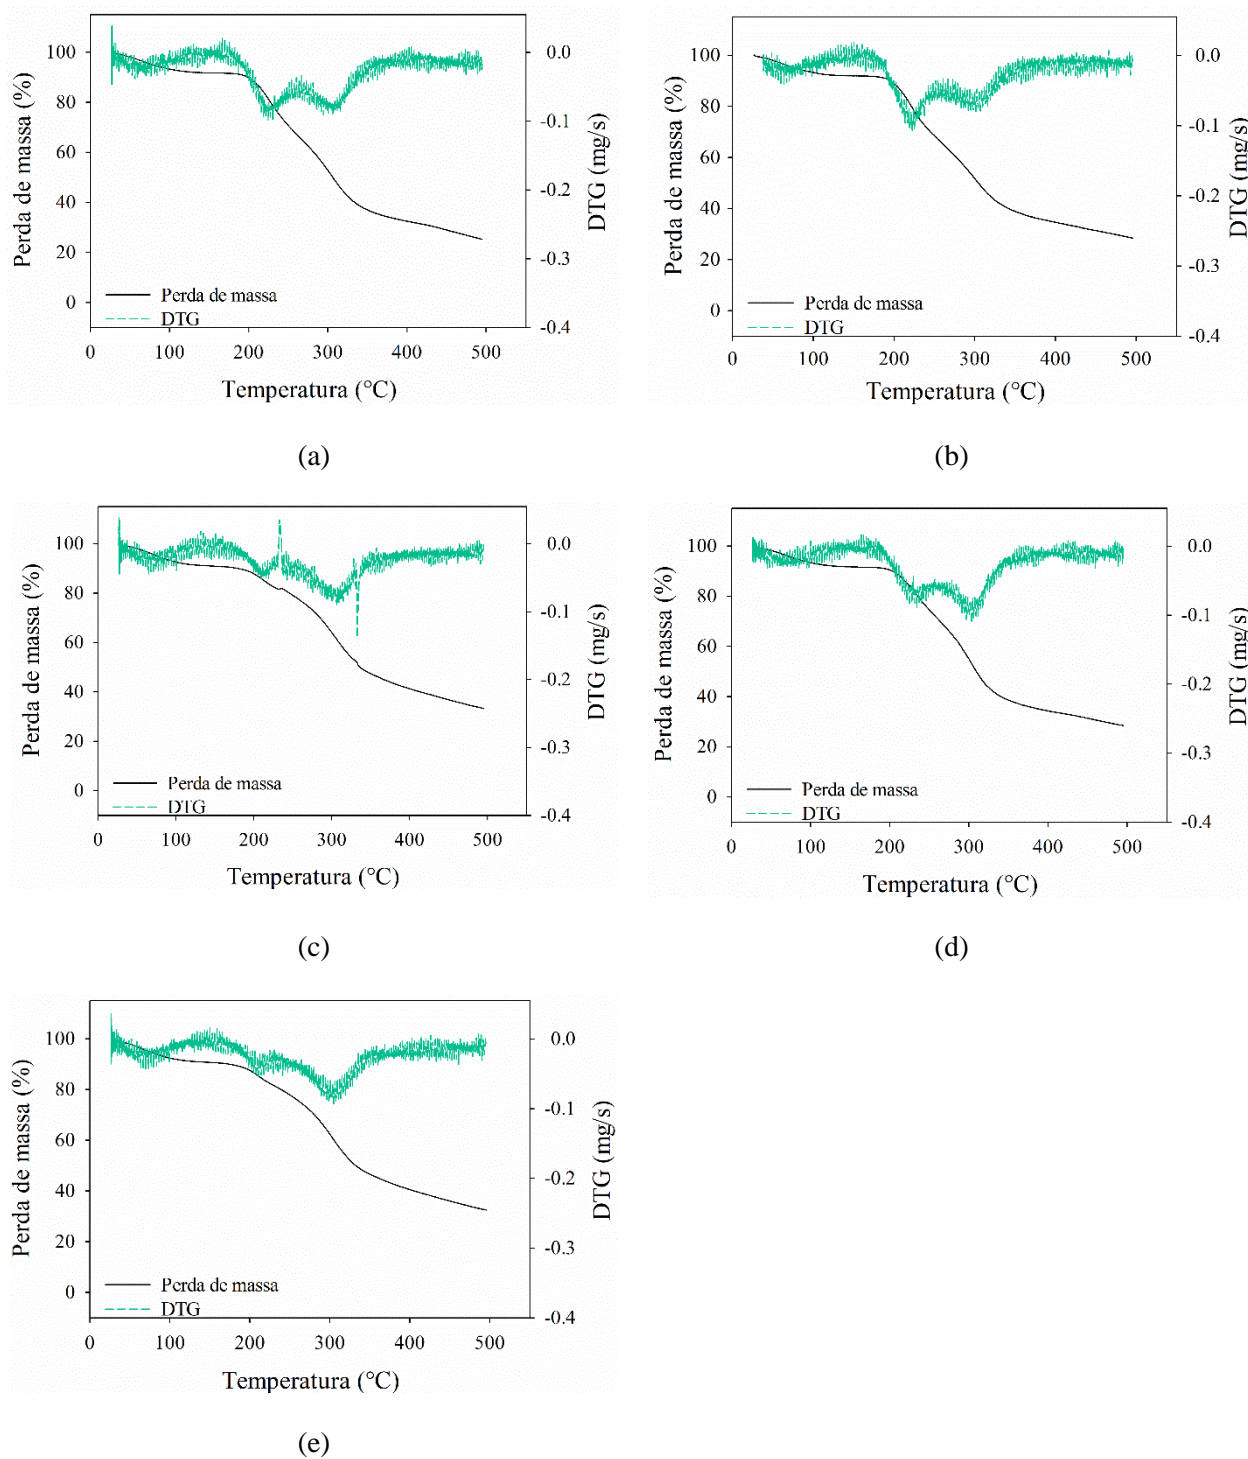 100
80
60
40
20
0
Perda de massa (%)
0.0
-0.1
-0.2
-0.3
-0.4
DTG (mg/s)
Perda de massa
DTG
0 100 200 300 400 500
Temperatura (°C)
(a)
100
80
60
40
20
0
Perda de massa (%)
0.0
-0.1
-0.2
-0.3
-0.4
DTG (mg/s)
Perda de massa
DTG
0 100 200 300 400 500
Temperatura (°C)
(b)
100
80
60
40
20
0
Perda de massa (%)
0.0
-0.1
-0.2
-0.3
-0.4
DTG (mg/s)
Perda de massa
DTG
0 100 200 300 400 500
Temperatura (°C)
(c)
100
80
60
40
20
0
Perda de massa (%)
0.0
-0.1
-0.2
-0.3
-0.4
DTG (mg/s)
Perda de massa
DTG
0 100 200 300 400 500
Temperatura (°C)
(d)
100
80
60
40
20
0
Perda de massa (%)
0.0
-0.1
-0.2
-0.3
-0.4
DTG (mg/s)
Perda de massa
DTG
0 100 200 300 400 500
Temperatura (°C)
(e)